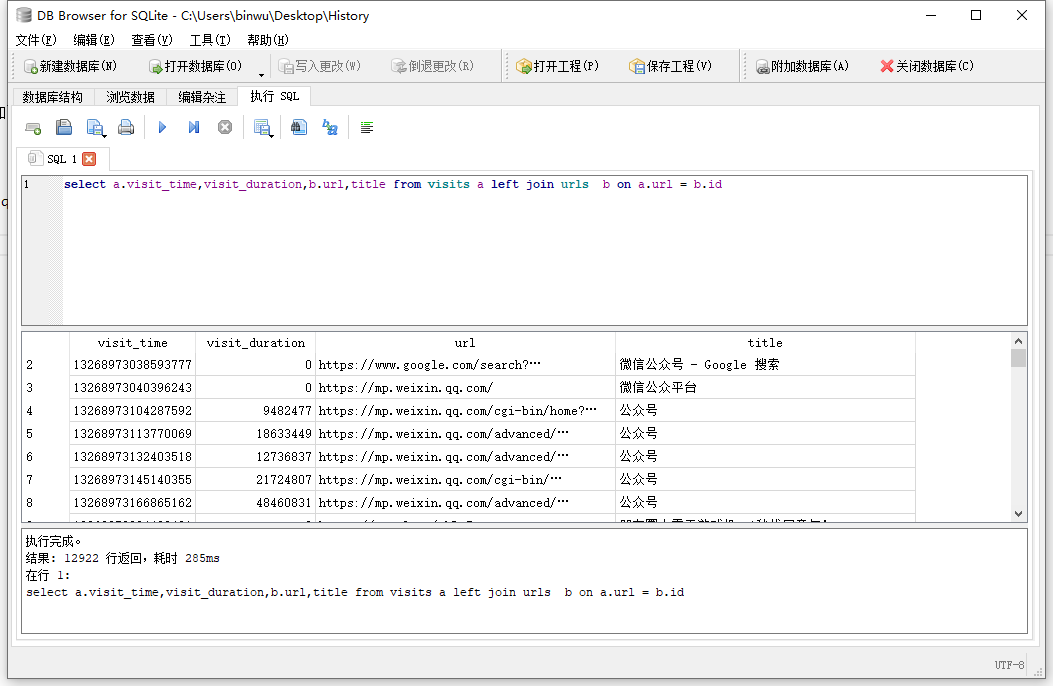 DB Browser for SQLite - C:\Users\binwu\Desktop\History
文件(F) 编辑(E) 查看(V) 工具(T) 帮助(H)
新建数据库(N) 打开数据库(O) 写入更改(W) 倒退更改(R) 打开工程(P) 保存工程(V) 附加数据库(A) 关闭数据库(C)
数据库结构 浏览数据 编辑杂注 执行 SQL
SQL 1
1 select a.visit_time,visit_duration,b.url,title from visits a left join urls  b on a.url = b.id
visit_time visit_duration url title
2 13268973038593777 0 https://www.google.com/search?… 微信公众号 - Google 搜索
3 13268973040396243 0 https://mp.weixin.qq.com/ 微信公众平台
4 13268973104287592 9482477 https://mp.weixin.qq.com/cgi-bin/home?… 公众号
5 13268973113770069 18633449 https://mp.weixin.qq.com/advanced/… 公众号
6 13268973132403518 12736837 https://mp.weixin.qq.com/advanced/… 公众号
7 13268973145140355 21724807 https://mp.weixin.qq.com/cgi-bin/… 公众号
8 13268973166865162 48460831 https://mp.weixin.qq.com/advanced/… 公众号
执行完成。
结果: 12922 行返回，耗时 285ms
在行 1:
select a.visit_time,visit_duration,b.url,title from visits a left join urls  b on a.url = b.id
UTF-8